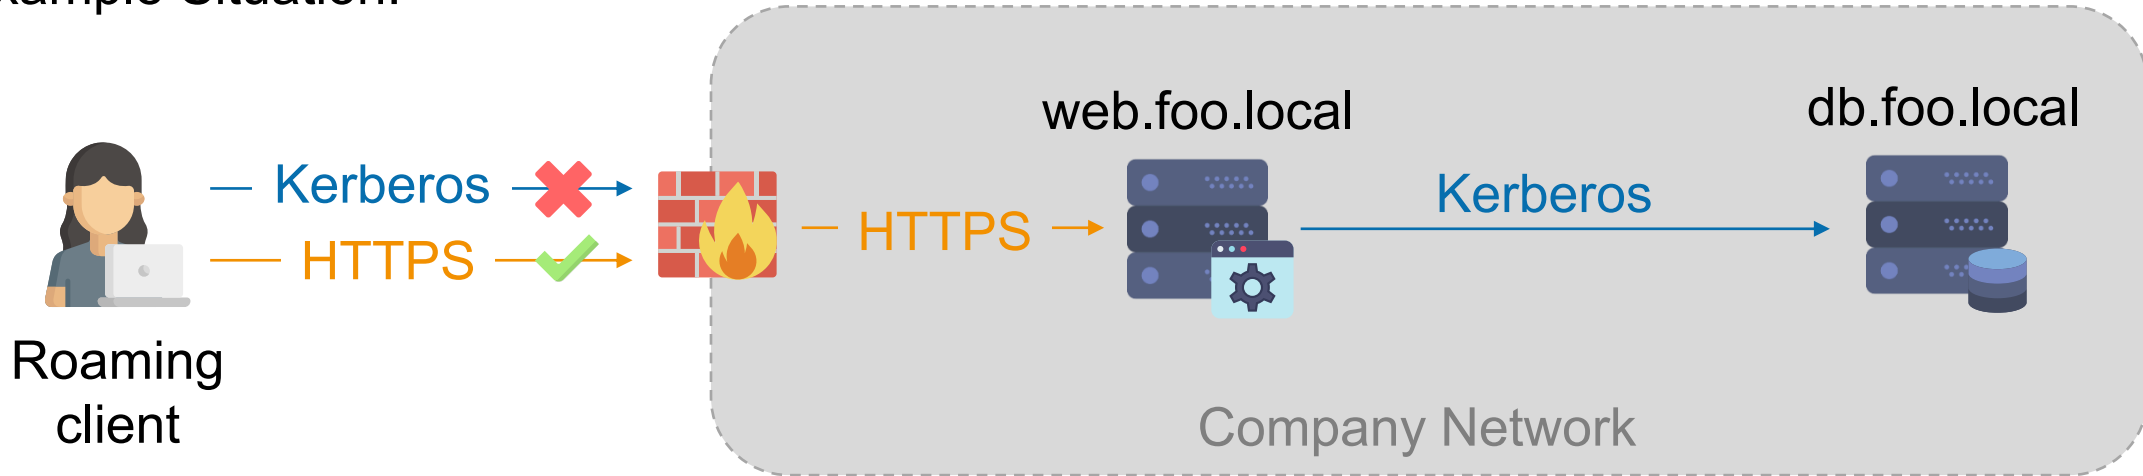 web.foo.local
db.foo.local
Kerberos
HTTPS
HTTPS
Kerberos
Roaming
client
Company Network